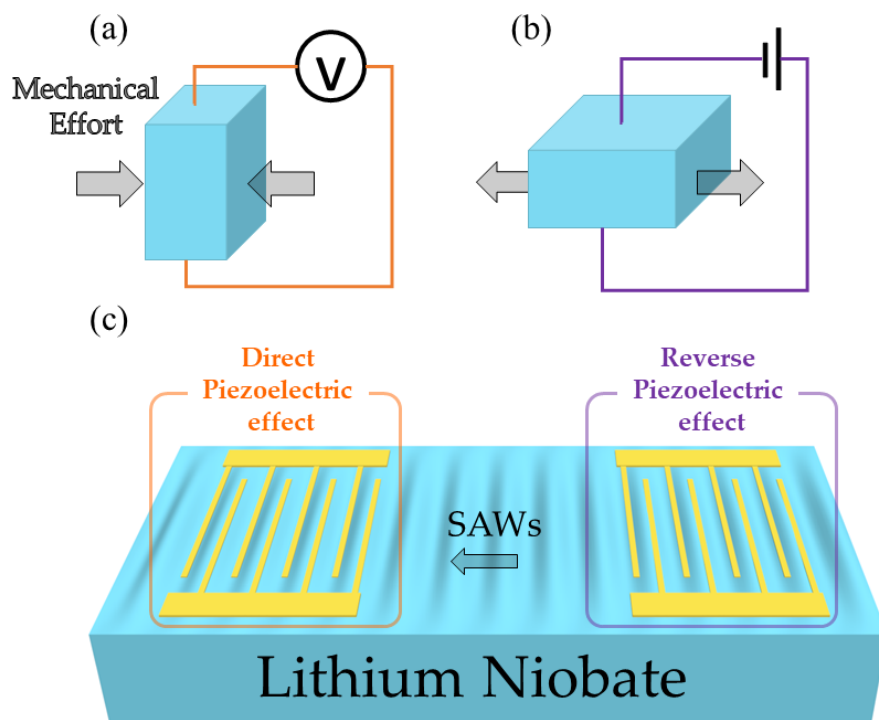 (a)
V
Mechanical
Effort
(b)
(c)
Direct
Piezoelectric
effect
Reverse
Piezoelectric
effect
SAWs
Lithium Niobate